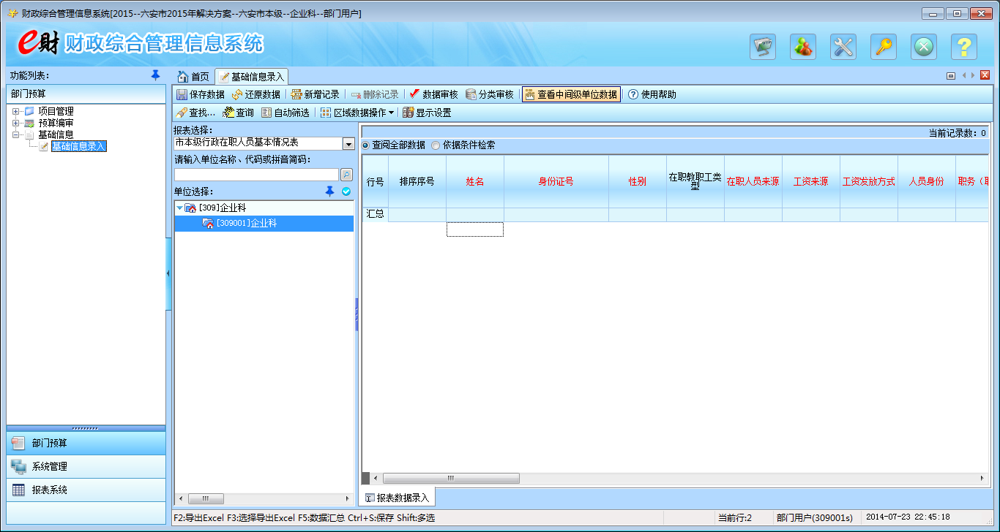 财政综合管理信息系统[2015--六安市2015年解决方案--六安市本级--企业科--部门用户]
e财 财政综合管理信息系统
功能列表:
首页 基础信息录入
部门预算
保存数据 还原数据 新增记录 删除记录 数据审核 分类审核 查看中间级单位数据 使用帮助
查找... 查询 自动筛选 区域数据操作 显示设置
项目管理
预算编审
基础信息
基础信息录入
报表选择:
市本级行政在职人员基本情况表
请输入单位名称、代码或拼音简码:
单位选择:
[309]企业科
[309001]企业科
当前记录数: 0
查阅全部数据 依据条件检索
行号 排序序号 姓名 身份证号 性别 在职教职工类型 在职人员来源 工资来源 工资发放方式 人员身份 职务（
汇总
部门预算
系统管理
报表系统
报表数据录入
F2:导出Excel F3:选择导出Excel F5:数据汇总 Ctrl+S:保存 Shift:多选
当前行:2 部门用户(309001s) 2014-07-23 22:45:18